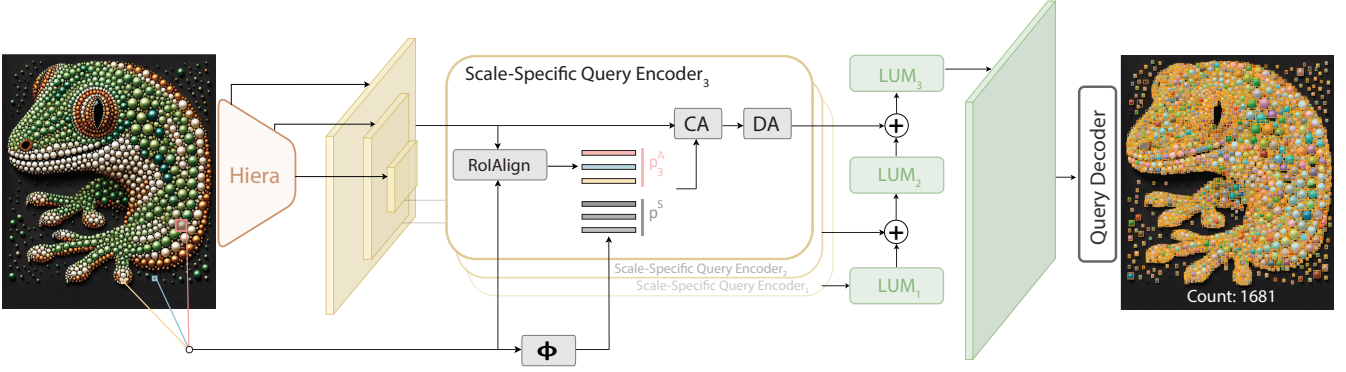 Hiera
Scale-Specific Query Encoder₃
RoIAlign
p₃ᴬ
pˢ
CA
DA
Scale-Specific Query Encoder₂
Scale-Specific Query Encoder₁
Φ
LUM₃
+
LUM₂
+
LUM₁
Query Decoder
Count: 1681